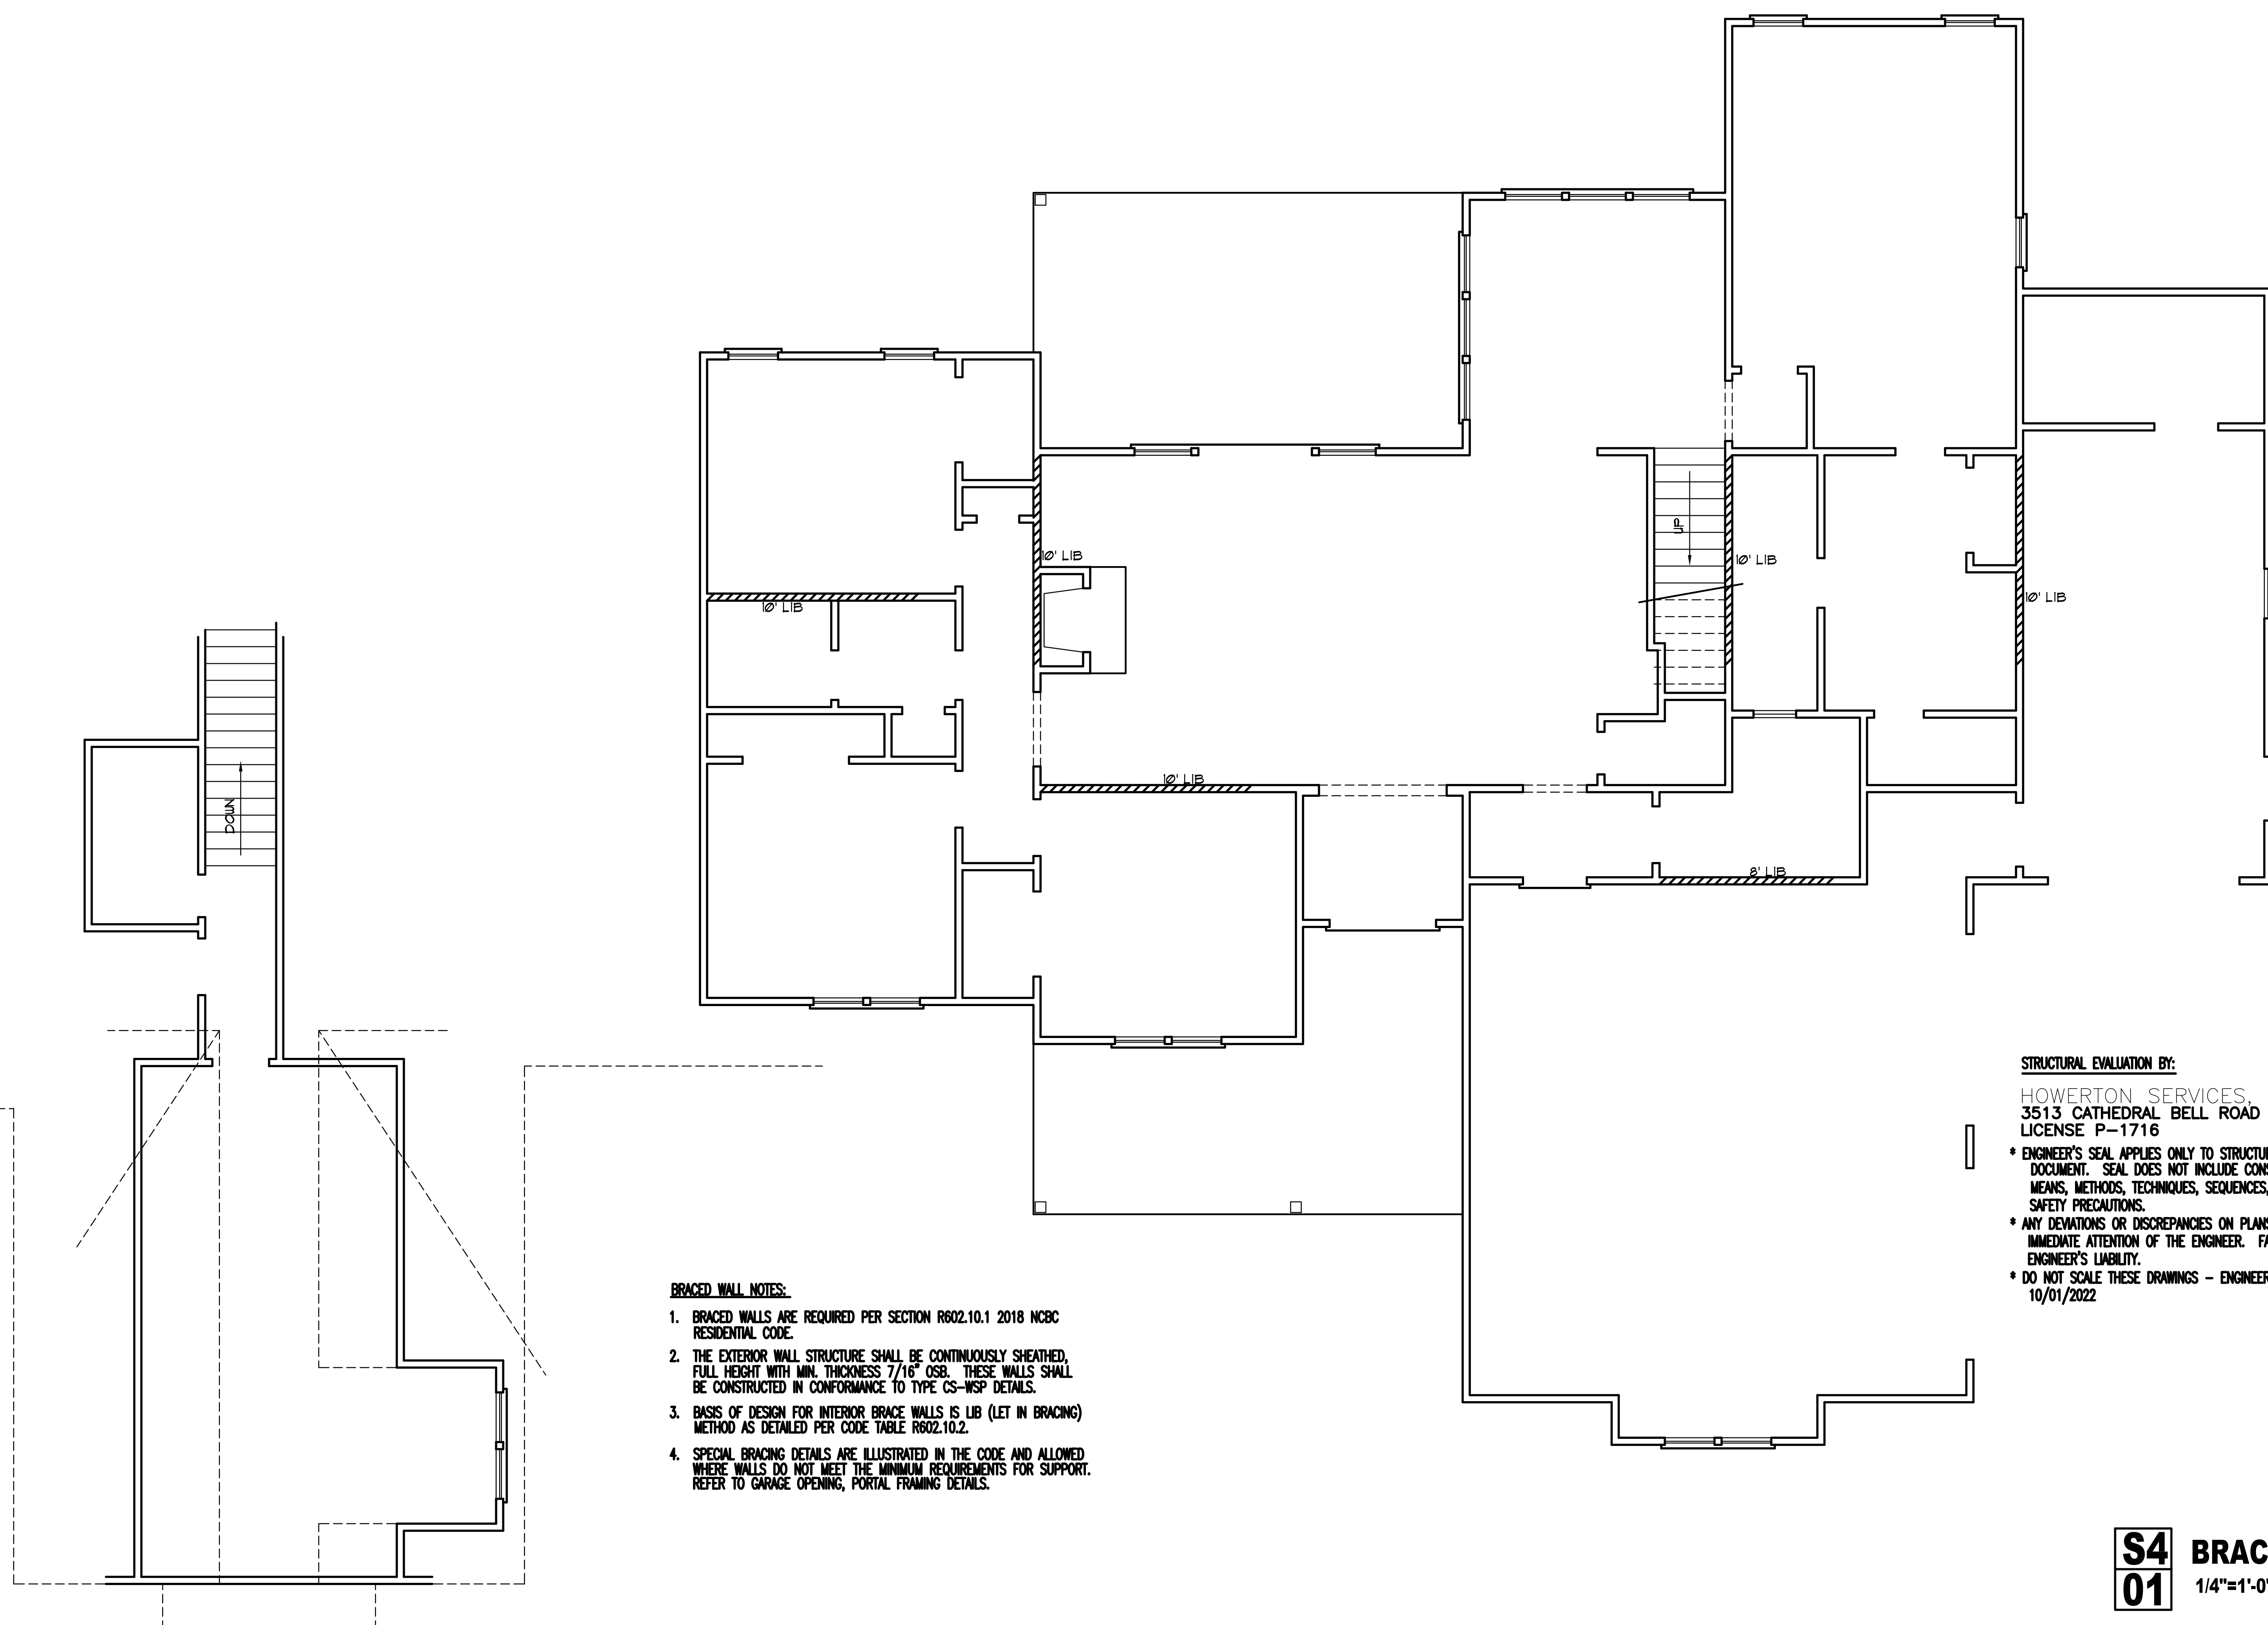 UP
10' LIB
10' LIB
10' LIB
10' LIB
10' LIB
8' LIB
DOWN
STRUCTURAL EVALUATION BY:
HOWERTON SERVICES,
3513 CATHEDRAL BELL ROAD
LICENSE P-1716
* ENGINEER'S SEAL APPLIES ONLY TO
DOCUMENT. SEAL DOES NOT INCLUDE
MEANS, METHODS, TECHNIQUES, SEQUENCES,
SAFETY PRECAUTIONS.
* ANY DEVIATIONS OR DISCREPANCIES ON
IMMEDIATE ATTENTION OF THE ENGINEER.
ENGINEER'S LIABILITY.
* DO NOT SCALE THESE DRAWINGS -
10/01/2022
BRACED WALL NOTES:
1. BRACED WALLS ARE REQUIRED PER SECTION R602.10.1 2018 NCBC
RESIDENTIAL CODE.
2. THE EXTERIOR WALL STRUCTURE SHALL BE CONTINUOUSLY SHEATHED,
FULL HEIGHT WITH MIN. THICKNESS 7/16" OSB. THESE WALLS SHALL
BE CONSTRUCTED IN CONFORMANCE TO TYPE CS-WSP DETAILS.
3. BASIS OF DESIGN FOR INTERIOR BRACE WALLS IS LIB (LET IN BRACING)
METHOD AS DETAILED PER CODE TABLE R602.10.2.
4. SPECIAL BRACING DETAILS ARE ILLUSTRATED IN THE CODE AND ALLOWED
WHERE WALLS DO NOT MEET THE MINIMUM REQUIREMENTS FOR SUPPORT.
REFER TO GARAGE OPENING, PORTAL FRAMING DETAILS.
S4
01
BRAC
1/4"=1'-0"